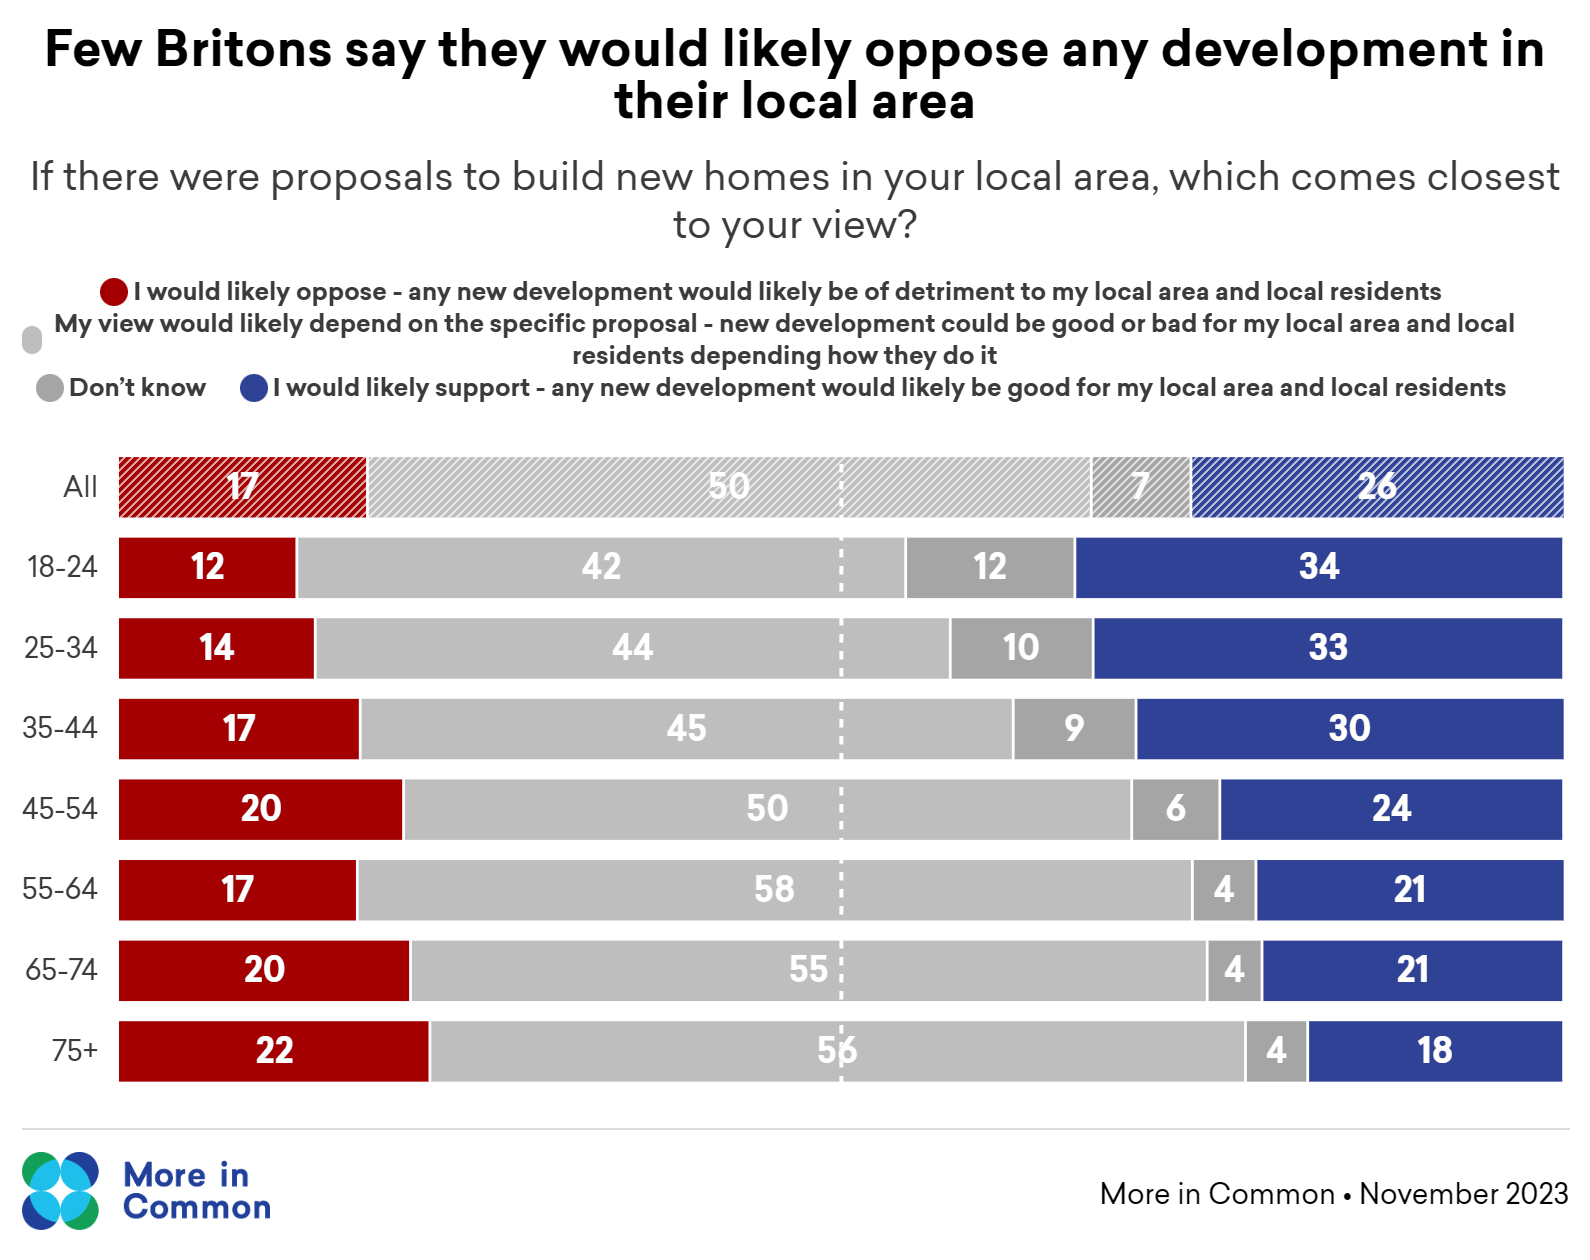 Few Britons say they would likely oppose any development in
their local area
If there were proposals to build new homes in your local area, which comes closest
to your view?
I would likely oppose - any new development would likely be of detriment to my local area and local residents
My view would likely depend on the specific proposal - new development could be good or bad for my local area and local
residents depending how they do it
Don’t know I would likely support - any new development would likely be good for my local area and local residents
All 17 50 7 26
18-24 12 42 12 34
25-34 14 44 10 33
35-44 17 45 9 30
45-54 20 50 6 24
55-64 17 58 4 21
65-74 20 55 4 21
75+ 22 56 4 18
More in
Common
More in Common • November 2023